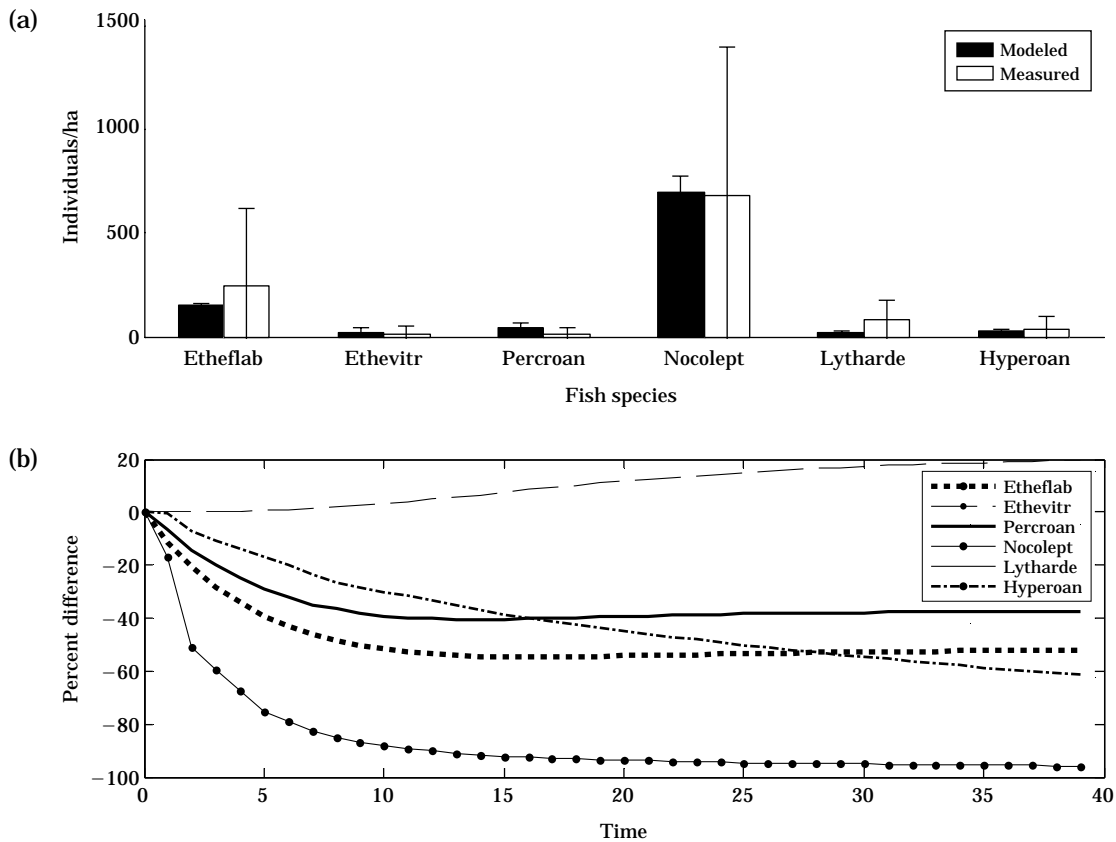 (a)
1500
1000
500
0
Individuals/ha
Modeled
Measured
Etheflab Ethevitr Percroan Nocolept Lytharde Hyperoan
Fish species
(b)
20
0
−20
−40
−60
−80
−100
Percent difference
Etheflab
Ethevitr
Percroan
Nocolept
Lytharde
Hyperoan
0 5 10 15 20 25 30 35 40
Time